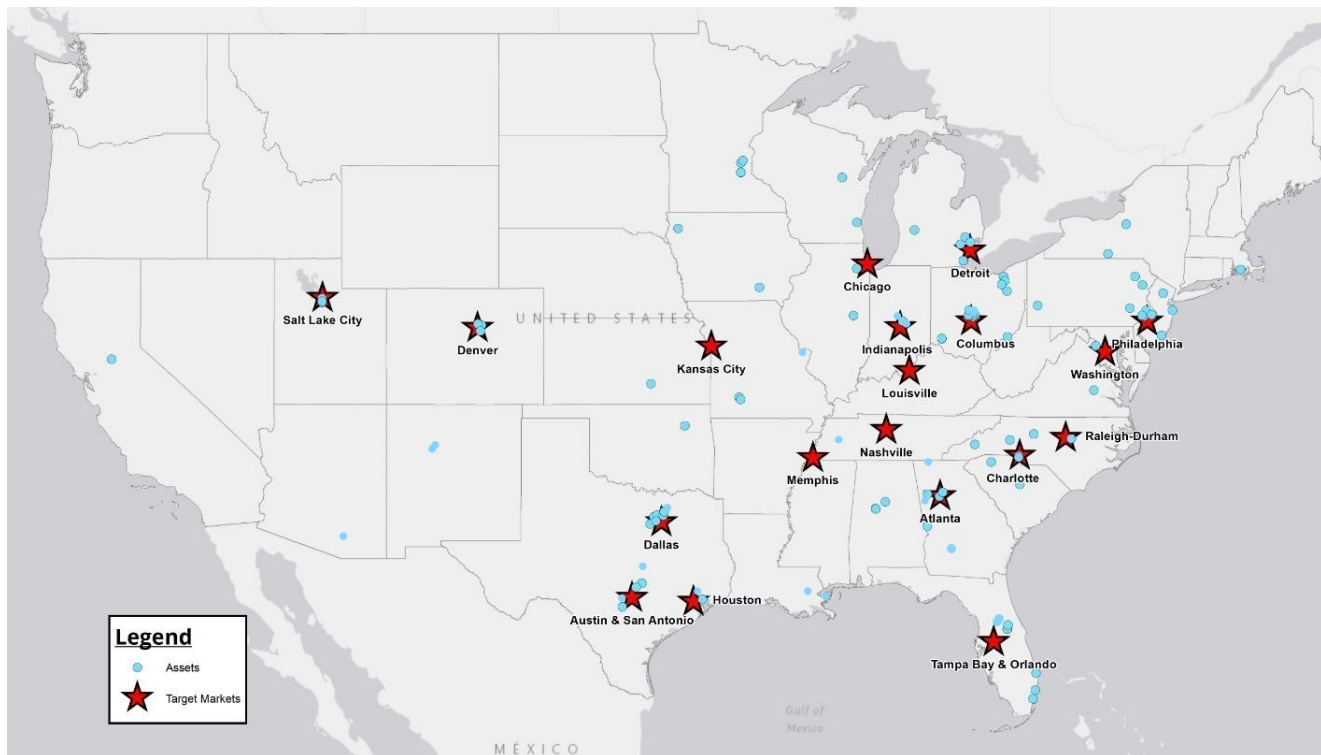 Salt Lake City
Denver
UNITED STATES
Kansas City
Chicago
Detroit
Indianapolis
Columbus
Philadelphia
Washington
Louisville
Nashville
Raleigh-Durham
Memphis
Charlotte
Atlanta
Dallas
Austin & San Antonio
Houston
Tampa Bay & Orlando
Gulf of
Mexico
MÉXICO
Legend
Assets
Target Markets